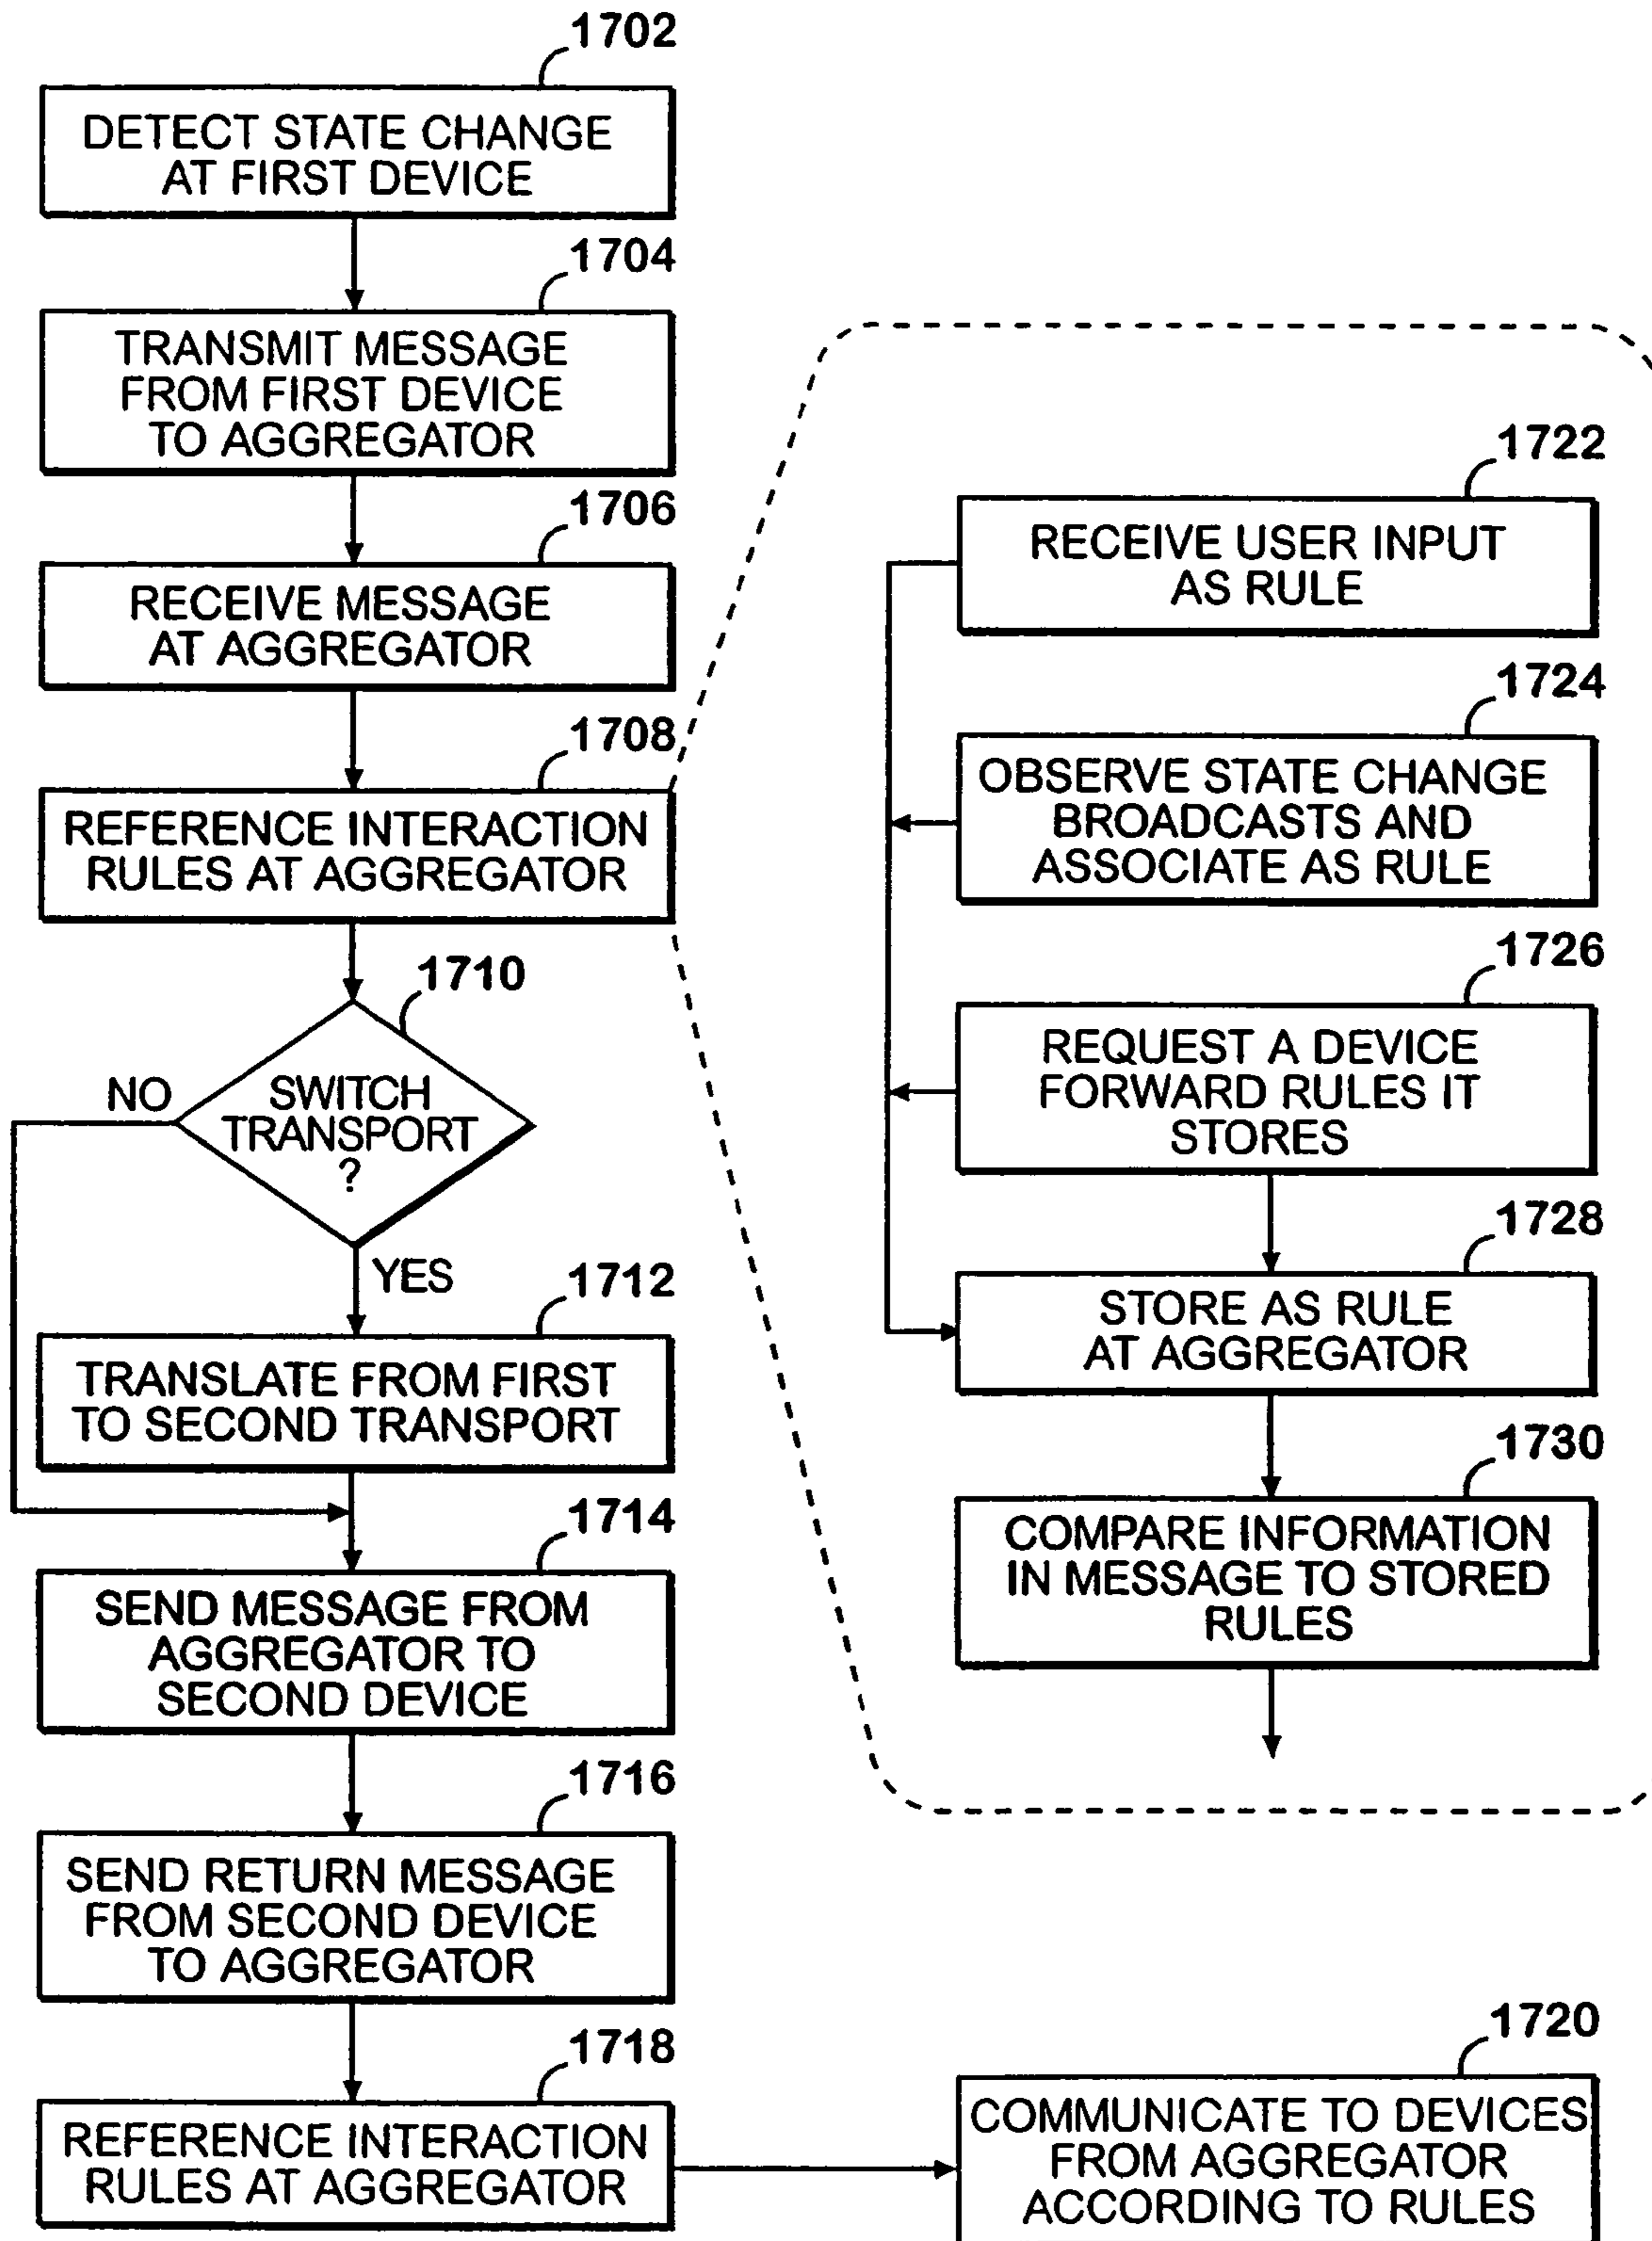 1702
DETECT STATE CHANGE
AT FIRST DEVICE
1704
TRANSMIT MESSAGE
FROM FIRST DEVICE
TO AGGREGATOR
1706
RECEIVE MESSAGE
AT AGGREGATOR
1708
REFERENCE INTERACTION
RULES AT AGGREGATOR
1710
SWITCH
TRANSPORT
?
NO
YES
1712
TRANSLATE FROM FIRST
TO SECOND TRANSPORT
1714
SEND MESSAGE FROM
AGGREGATOR TO
SECOND DEVICE
1716
SEND RETURN MESSAGE
FROM SECOND DEVICE
TO AGGREGATOR
1718
REFERENCE INTERACTION
RULES AT AGGREGATOR
1720
COMMUNICATE TO DEVICES
FROM AGGREGATOR
ACCORDING TO RULES
1722
RECEIVE USER INPUT
AS RULE
1724
OBSERVE STATE CHANGE
BROADCASTS AND
ASSOCIATE AS RULE
1726
REQUEST A DEVICE
FORWARD RULES IT
STORES
1728
STORE AS RULE
AT AGGREGATOR
1730
COMPARE INFORMATION
IN MESSAGE TO STORED
RULES